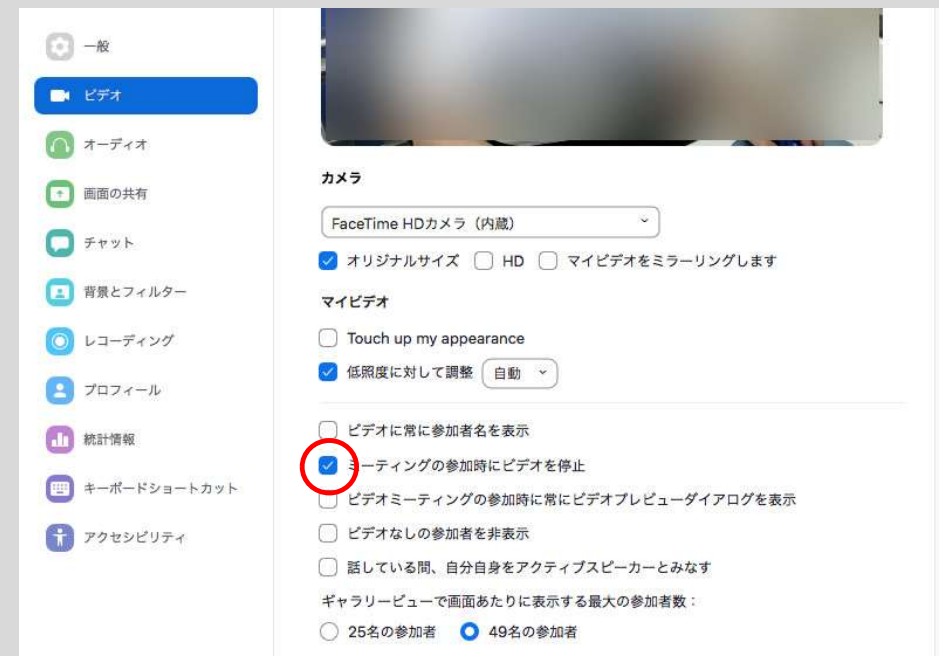 一般
ビデオ
オーディオ
画面の共有
チャット
背景とフィルター
レコーディング
プロフィール
統計情報
キーボードショートカット
アクセシビリティ
カメラ
FaceTime HDカメラ（内蔵）
オリジナルサイズ HD マイビデオをミラーリングします
マイビデオ
Touch up my appearance
低照度に対して調整 自動
ビデオに常に参加者名を表示
ミーティングの参加時にビデオを停止
ビデオミーティングの参加時に常にビデオプレビューダイアログを表示
ビデオなしの参加者を非表示
話している間、自分自身をアクティブスピーカーとみなす
ギャラリービューで画面あたりに表示する最大の参加者数：
25名の参加者 49名の参加者